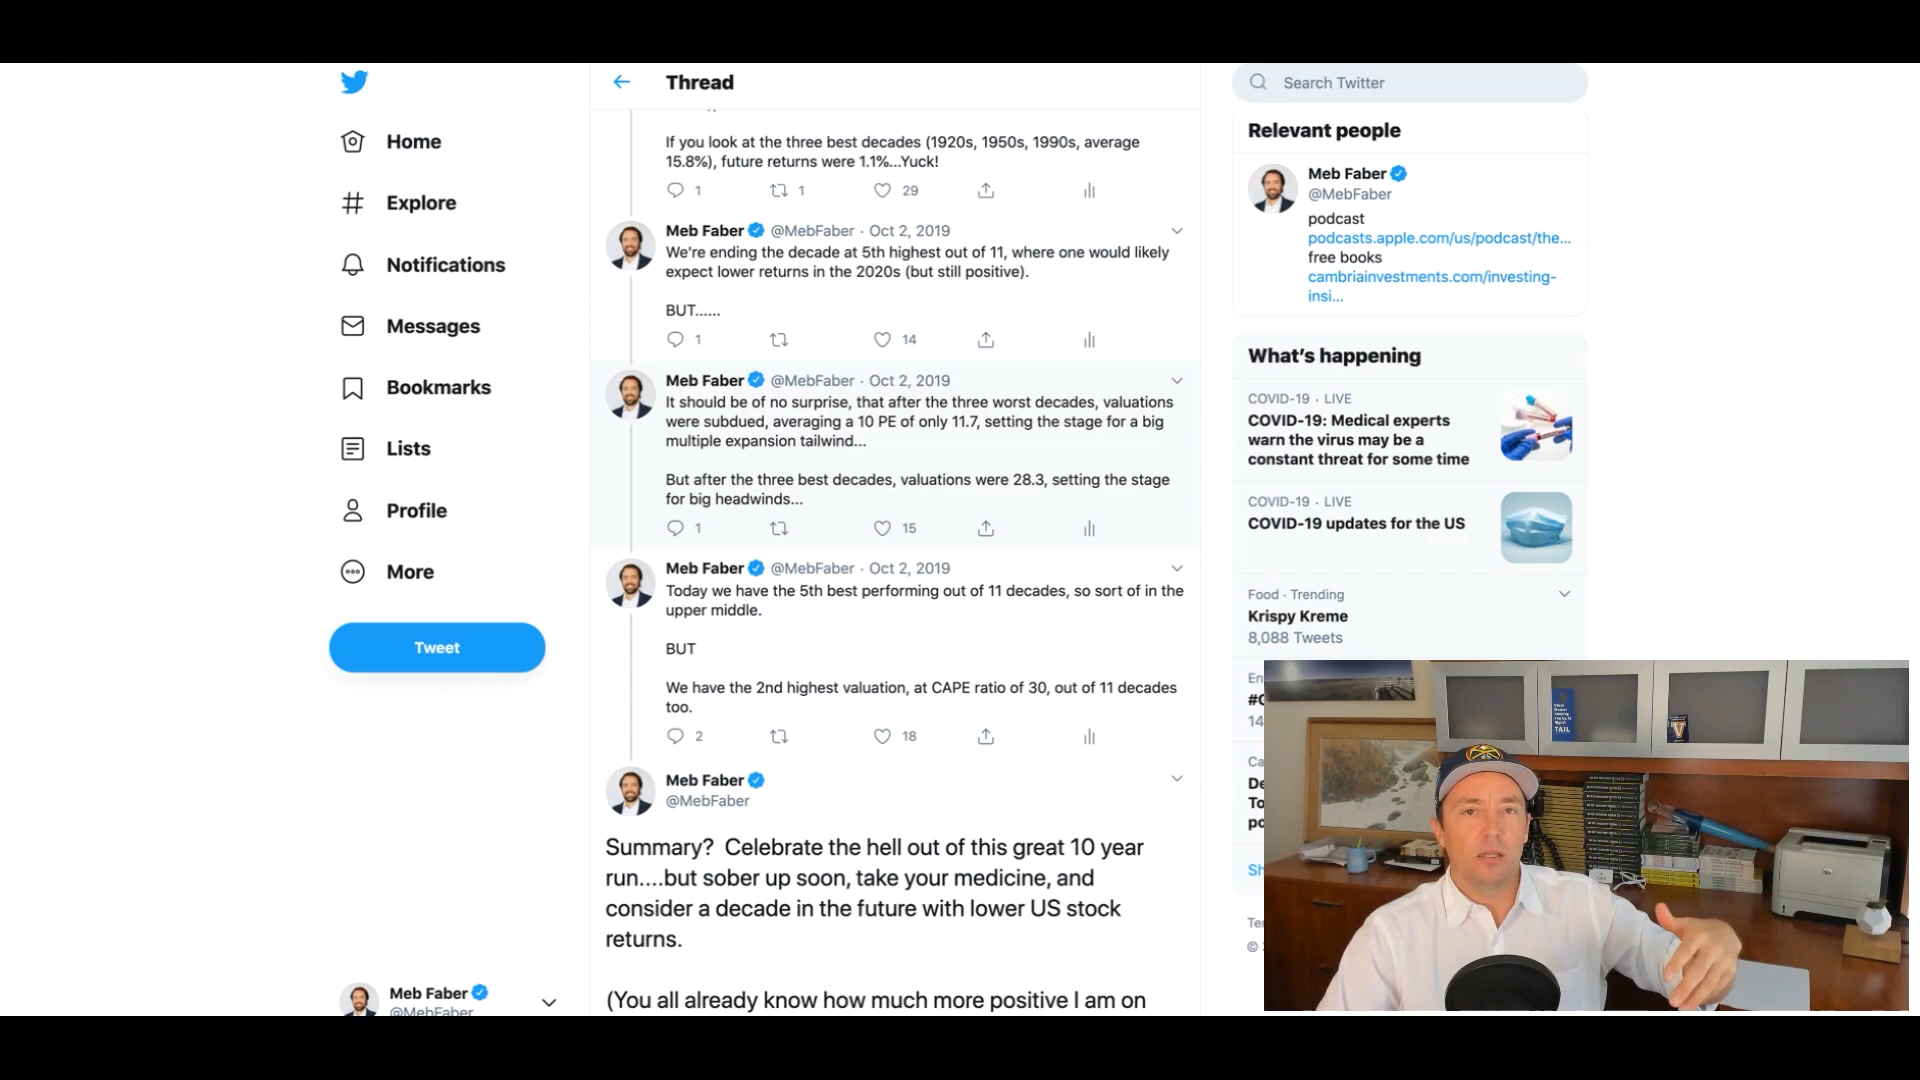 Thread
Search Twitter
Home
Explore
Notifications
Messages
Bookmarks
Lists
Profile
More
Tweet
Meb Faber
@MebFaber
If you look at the three best decades (1920s, 1950s, 1990s, average
15.8%), future returns were 1.1%...Yuck!
1 1 29
Meb Faber @MebFaber · Oct 2, 2019
We're ending the decade at 5th highest out of 11, where one would likely
expect lower returns in the 2020s (but still positive).
BUT......
1 14
Meb Faber @MebFaber · Oct 2, 2019
It should be of no surprise, that after the three worst decades, valuations
were subdued, averaging a 10 PE of only 11.7, setting the stage for a big
multiple expansion tailwind...
But after the three best decades, valuations were 28.3, setting the stage
for big headwinds...
1 15
Meb Faber @MebFaber · Oct 2, 2019
Today we have the 5th best performing out of 11 decades, so sort of in the
upper middle.
BUT
We have the 2nd highest valuation, at CAPE ratio of 30, out of 11 decades
too.
2 18
Meb Faber
@MebFaber
Summary? Celebrate the hell out of this great 10 year
run....but sober up soon, take your medicine, and
consider a decade in the future with lower US stock
returns.
(You all already know how much more positive I am on
Relevant people
Meb Faber
@MebFaber
podcast
podcasts.apple.com/us/podcast/the...
free books
cambriainvestments.com/investing-
insi...
What's happening
COVID-19 · LIVE
COVID-19: Medical experts
warn the virus may be a
constant threat for some time
COVID-19 · LIVE
COVID-19 updates for the US
Food · Trending
Krispy Kreme
8,088 Tweets
En
14
Ca
De
To
po
Sh
Te
©
TAIL
V